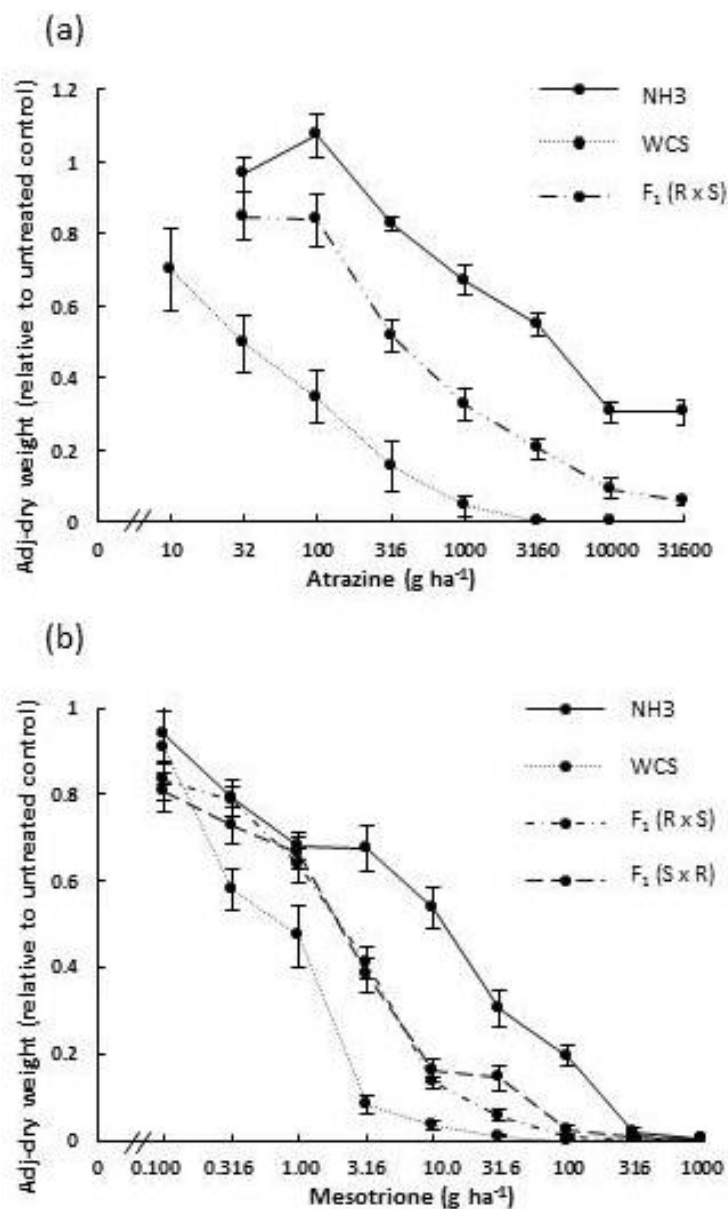 (a)
Adj-dry weight (relative to untreated control)
1.2
1
0.8
0.6
0.4
0.2
0
0 10 32 100 316 1000 3160 10000 31600
Atrazine (g ha⁻¹)
NH3
WCS
F₁ (R x S)
(b)
Adj-dry weight (relative to untreated control)
1
0.8
0.6
0.4
0.2
0
0 0.100 0.316 1.00 3.16 10.0 31.6 100 316 1000
Mesotrione (g ha⁻¹)
NH3
WCS
F₁ (R x S)
F₁ (S x R)